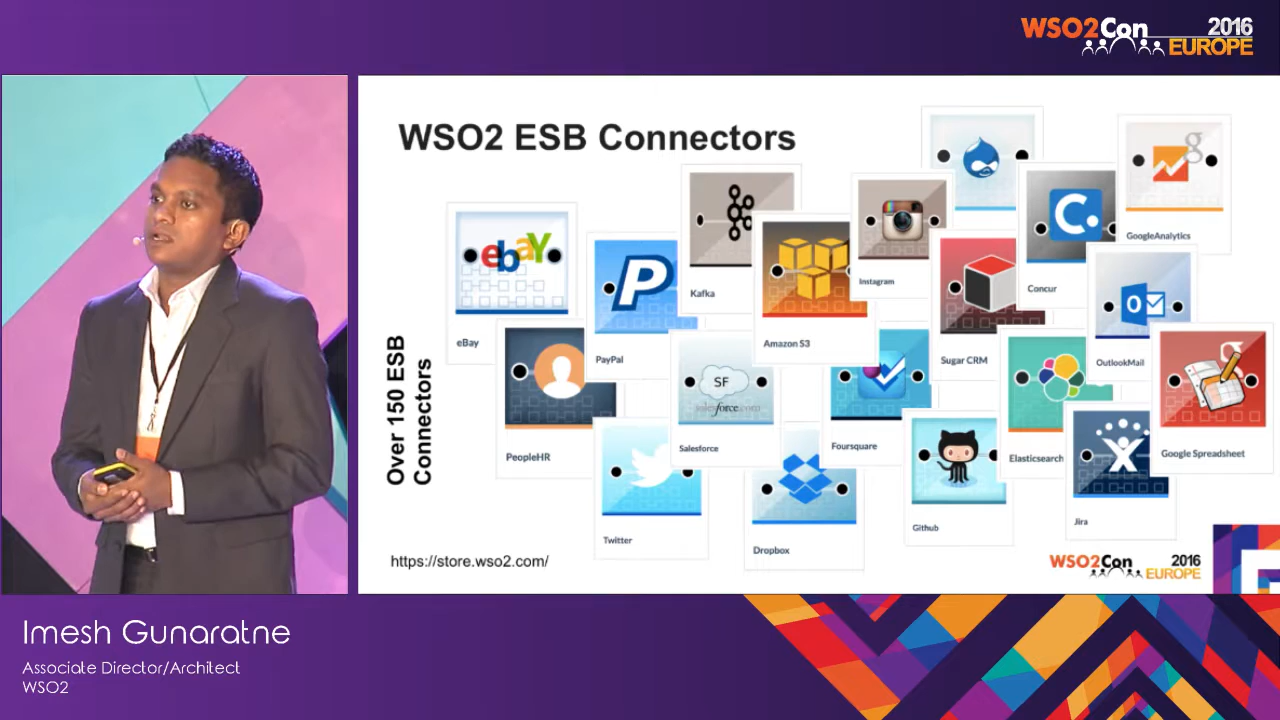 WSO2Con 2016
EUROPE
WSO2 ESB Connectors
Over 150 ESB
Connectors
eBay
eBay
PeopleHR
PayPal
Kafka
Amazon S3
Instagram
SF
salesforce.com
Salesforce
Twitter
Dropbox
Foursquare
Github
Sugar CRM
Concur
C.
g
GoogleAnalytics
OutlookMail
Elasticsearch
Jira
Google Spreadsheet
https://store.wso2.com/
WSO2Con 2016
EUROPE
Imesh Gunaratne
Associate Director/Architect
WSO2